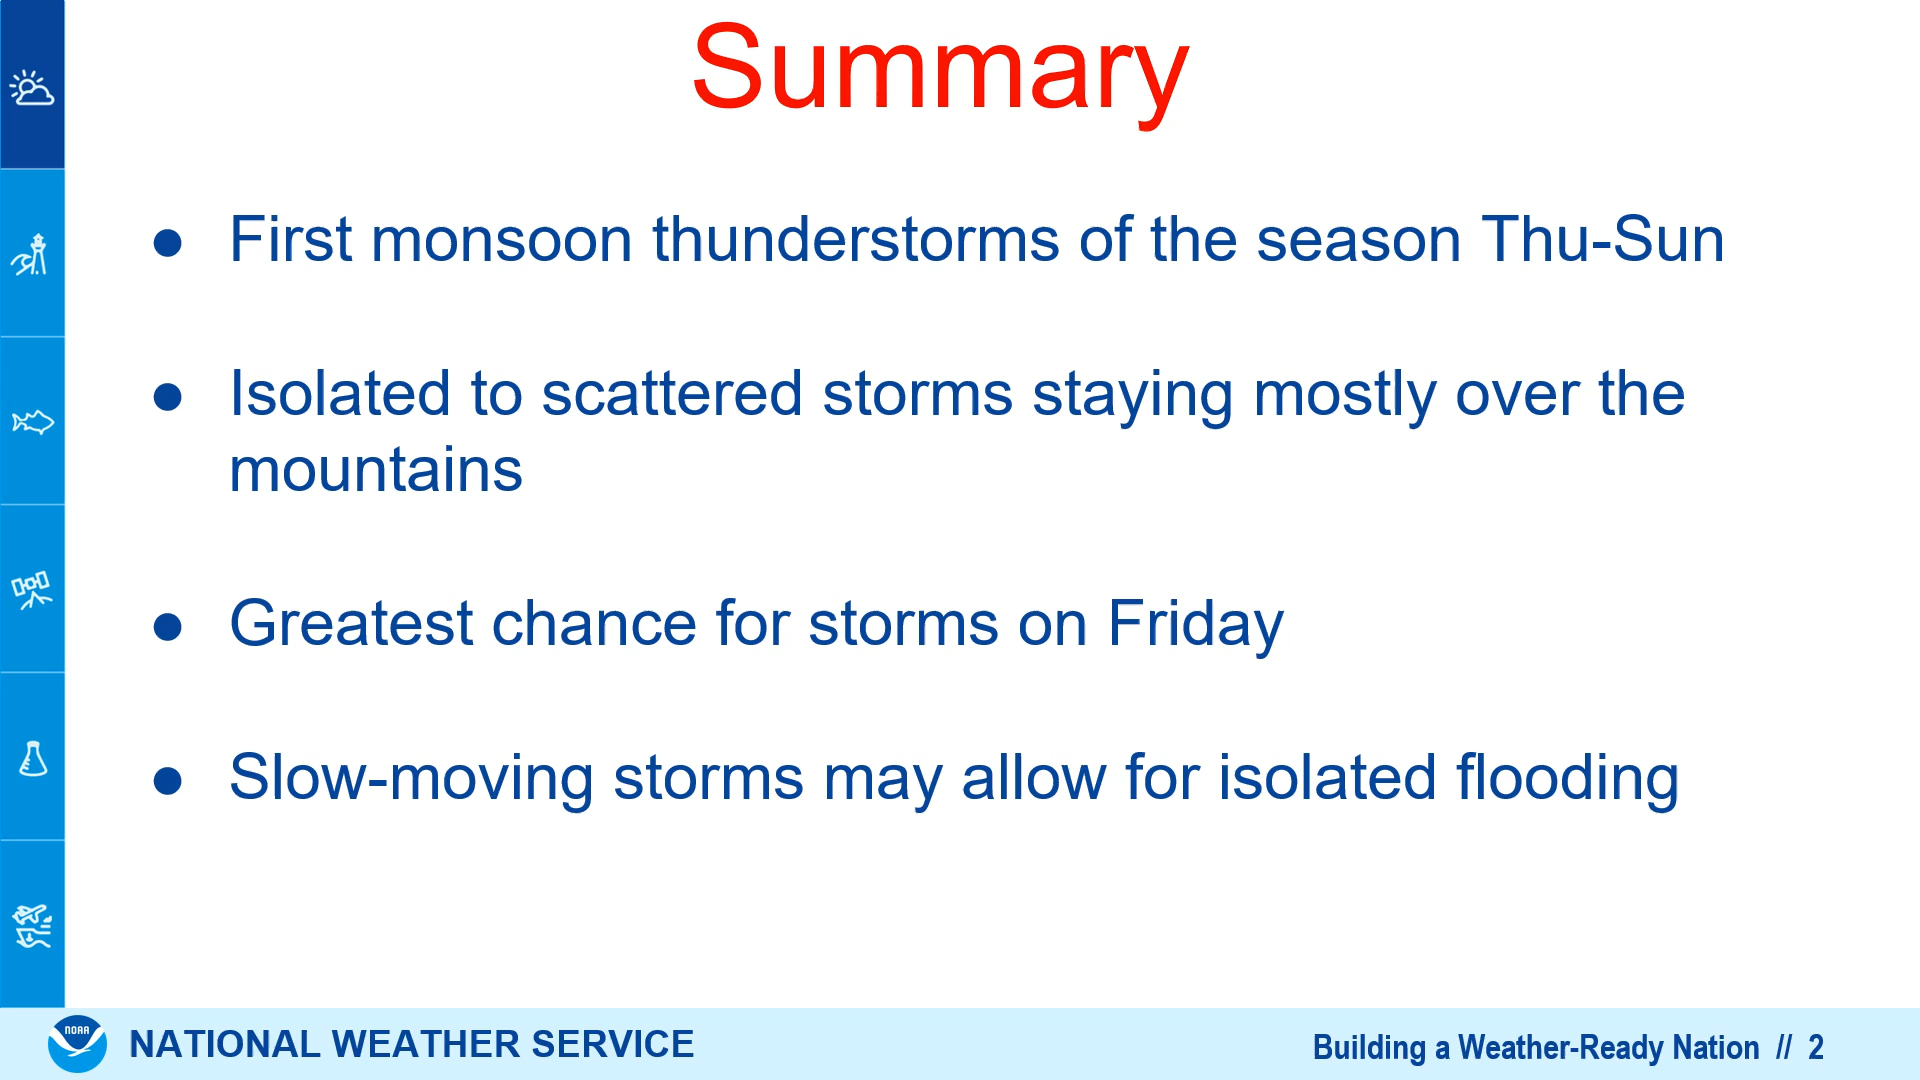 Summary
● First monsoon thunderstorms of the season Thu-Sun
● Isolated to scattered storms staying mostly over the
mountains
● Greatest chance for storms on Friday
● Slow-moving storms may allow for isolated flooding
NOAA
NATIONAL WEATHER SERVICE
Building a Weather-Ready Nation // 2